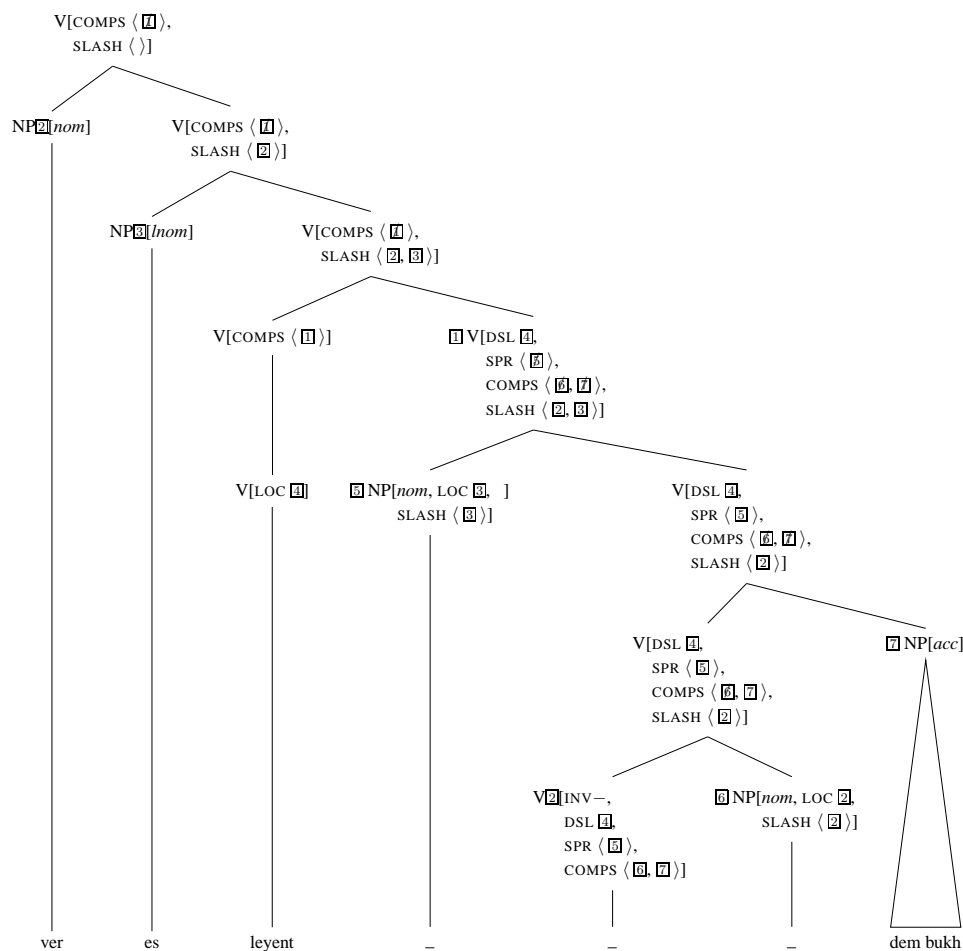 V[COMPS ⟨ 1̸ ⟩,
SLASH ⟨ ⟩]
NP2[nom]
V[COMPS ⟨ 1̸ ⟩,
SLASH ⟨ 2 ⟩]
NP3[lnom]
V[COMPS ⟨ 1̸ ⟩,
SLASH ⟨ 2, 3 ⟩]
V[COMPS ⟨ 1 ⟩]
1 V[DSL 4,
SPR ⟨ 5̸ ⟩,
COMPS ⟨ 6̸, 7̸ ⟩,
SLASH ⟨ 2, 3 ⟩]
V[LOC 4]
5 NP[nom, LOC 3, ]
SLASH ⟨ 3 ⟩]
V[DSL 4,
SPR ⟨ 5 ⟩,
COMPS ⟨ 6̸, 7̸ ⟩,
SLASH ⟨ 2 ⟩]
V[DSL 4,
SPR ⟨ 5 ⟩,
COMPS ⟨ 6̸, 7 ⟩,
SLASH ⟨ 2 ⟩]
7 NP[acc]
V2[INV−,
DSL 4,
SPR ⟨ 5 ⟩,
COMPS ⟨ 6, 7 ⟩]
6 NP[nom, LOC 2,
SLASH ⟨ 2 ⟩]
ver es leyent _ _ _ dem bukh